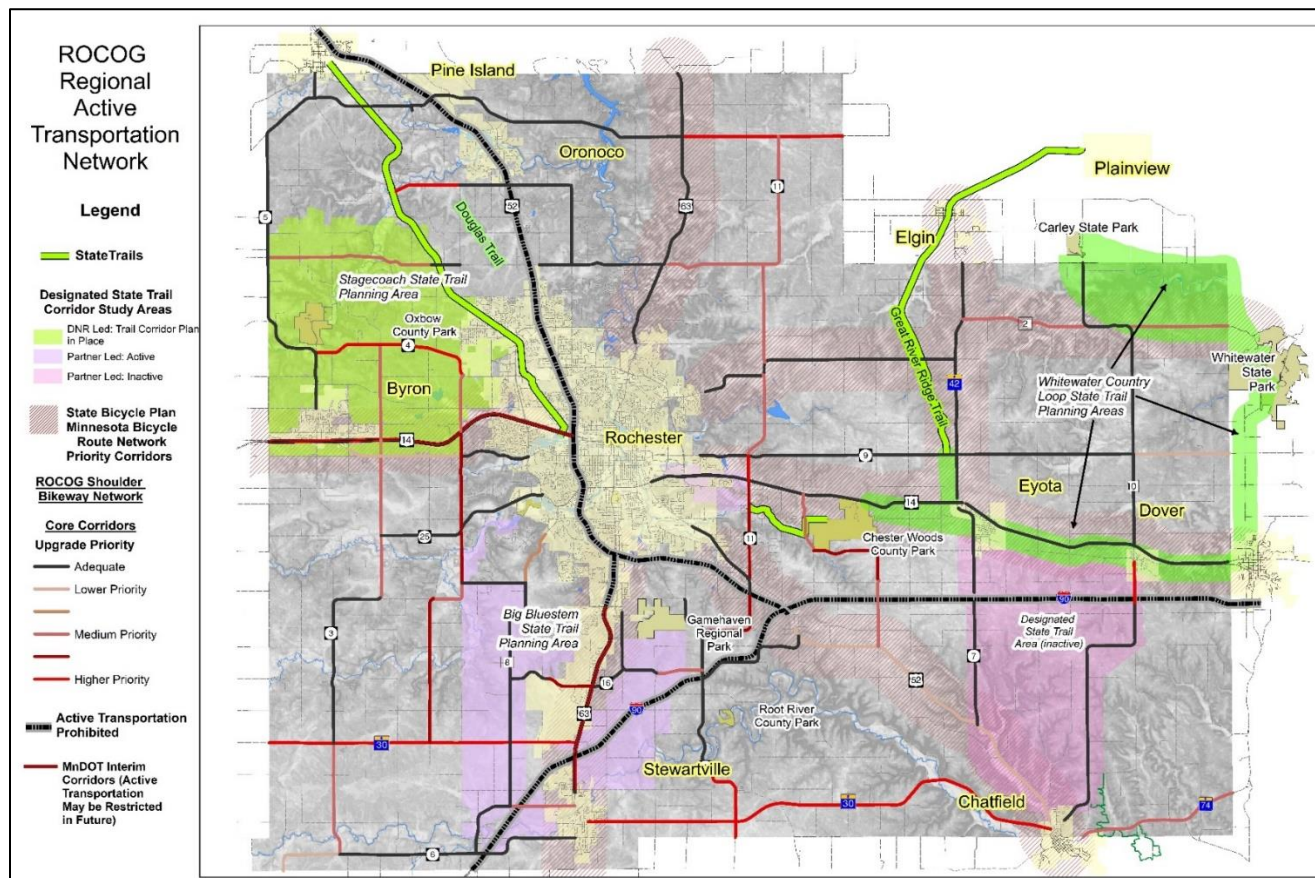 ROCOG
Regional
Active
Transportation
Network
Legend
State Trails
Designated State Trail
Corridor Study Areas
DNR Led: Trail Corridor Plan
in Place
Partner Led: Active
Partner Led: Inactive
State Bicycle Plan
Minnesota Bicycle
Route Network
Priority Corridors
ROCOG Shoulder
Bikeway Network
Core Corridors
Upgrade Priority
Adequate
Lower Priority
Medium Priority
Higher Priority
Active Transportation
Prohibited
MnDOT Interim
Corridors (Active
Transportation
May be Restricted
in Future)
Pine Island
Oronoco
Plainview
Elgin
Carley State Park
11
5
52
63
Douglas Trail
Stagecoach State Trail
Planning Area
Oxbow
County Park
Great River Ridge Trail
2
Whitewater
State
Park
4
Byron
42
Whitewater Country
Loop State Trail
Planning Areas
14
Rochester
9
Eyota
10
Dover
14
25
11
Chester Woods
County Park
90
3
Big Bluestem
State Trail
Planning Area
8
Gamehaven
Regional
Park
Designated
State Trail
Area (inactive)
7
16
52
63
90
Root River
County Park
30
Stewartville
30
Chatfield
74
6